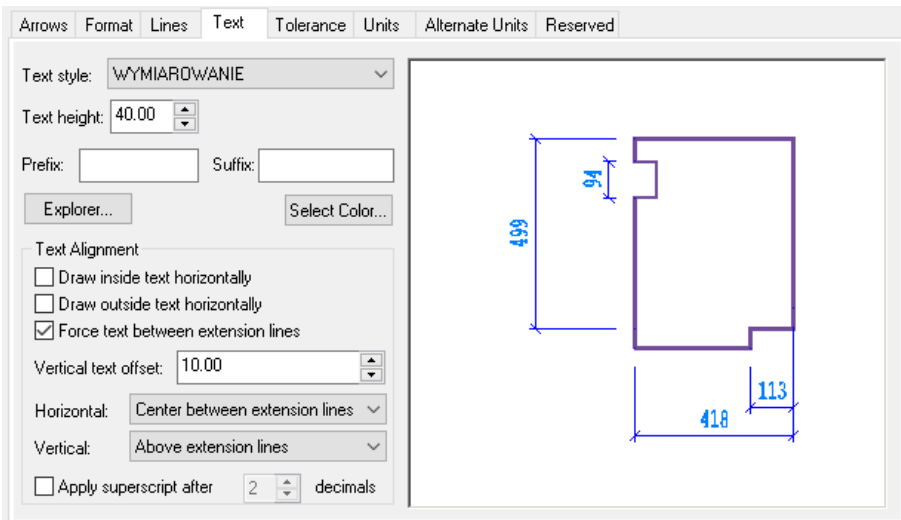 Arrows Format Lines Text Tolerance Units Alternate Units Reserved
Text style: WYMIAROWANIE
Text height: 40.00
Prefix: Suffix:
Explorer... Select Color...
Text Alignment
Draw inside text horizontally
Draw outside text horizontally
Force text between extension lines
Vertical text offset: 10.00
Horizontal: Center between extension lines
Vertical: Above extension lines
Apply superscript after 2 decimals
94
499
113
418